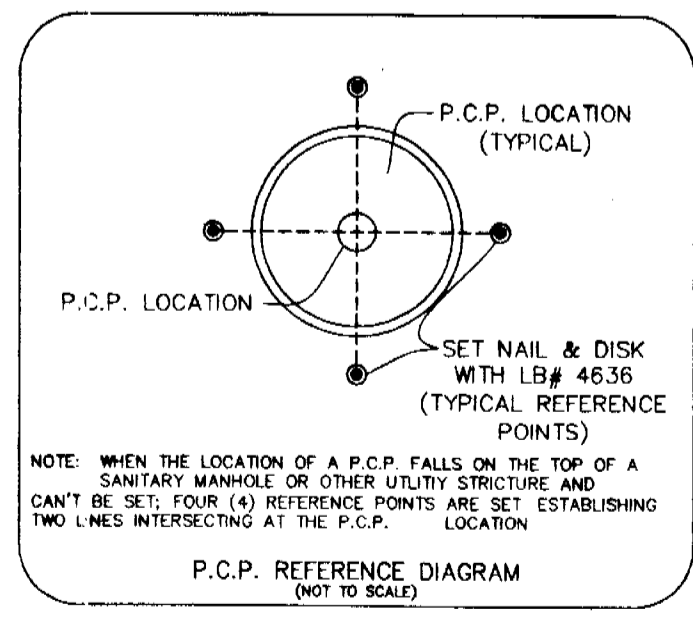 P.C.P. LOCATION
(TYPICAL)
P.C.P. LOCATION
SET NAIL & DISK
WITH LB# 4636
(TYPICAL REFERENCE
POINTS)
NOTE: WHEN THE LOCATION OF A P.C.P. FALLS ON THE TOP OF A
SANITARY MANHOLE OR OTHER UTLITIY STRICTURE AND
CAN'T BE SET; FOUR (4) REFERENCE POINTS ARE SET ESTABLISHING
TWO LINES INTERSECTING AT THE P.C.P. LOCATION
P.C.P. REFERENCE DIAGRAM
(NOT TO SCALE)